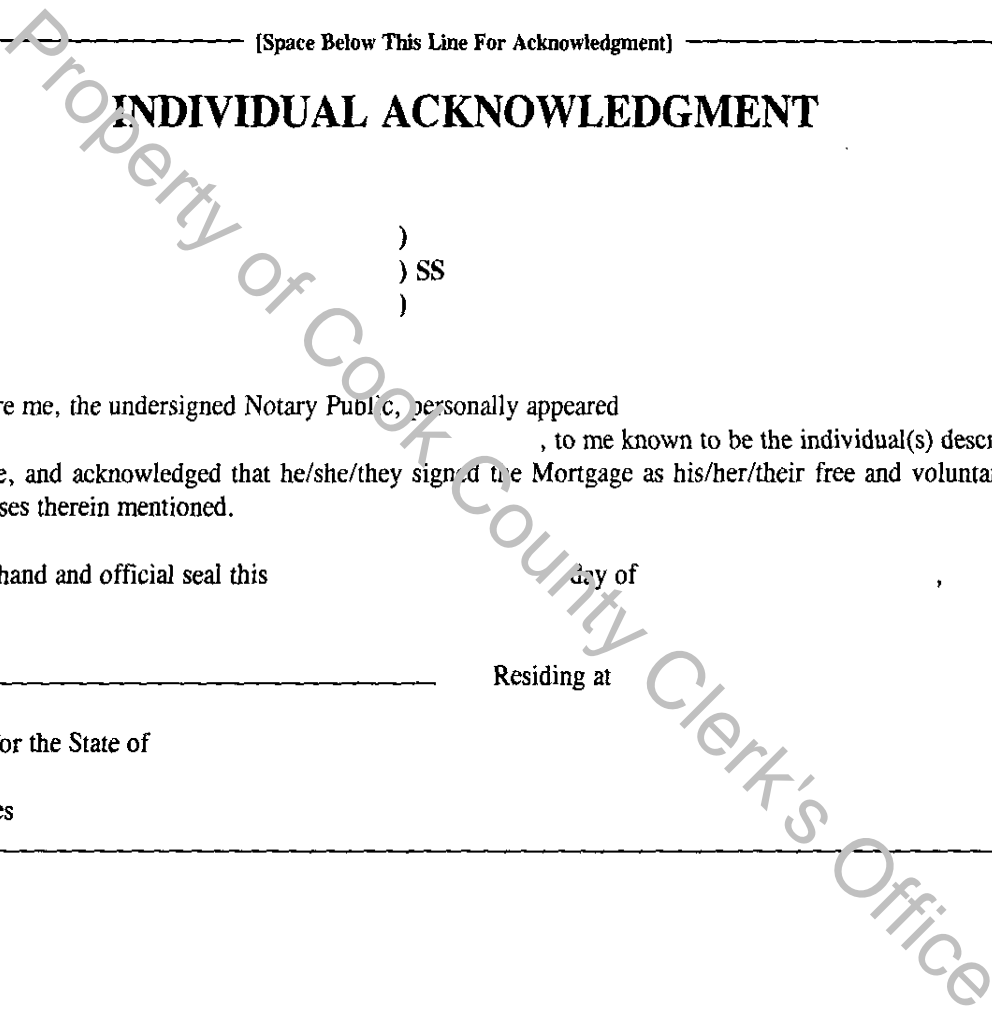 [Space Below This Line For Acknowledgment]
INDIVIDUAL ACKNOWLEDGMENT
)
) SS
)
re me, the undersigned Notary Public, personally appeared
, to me known to be the individual(s) descr
e, and acknowledged that he/she/they signed the Mortgage as his/her/their free and volunta
ses therein mentioned.
hand and official seal this day of ,
Residing at
for the State of
es
Property of Cook County Clerk's Office